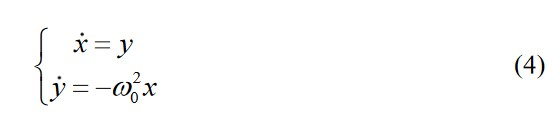 ẋ = y
ẏ = −ω₀²x
(4)